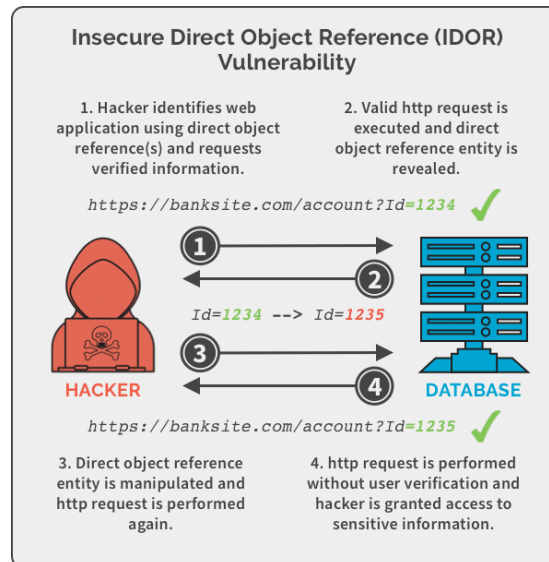 Insecure Direct Object Reference (IDOR)
Vulnerability
1. Hacker identifies web
application using direct object
reference(s) and requests
verified information.
2. Valid http request is
executed and direct
object reference entity is
revealed.
https://banksite.com/account?Id=1234
1
2
Id=1234 --> Id=1235
3
4
HACKER
DATABASE
https://banksite.com/account?Id=1235
3. Direct object reference
entity is manipulated and
http request is performed
again.
4. http request is performed
without user verification and
hacker is granted access to
sensitive information.